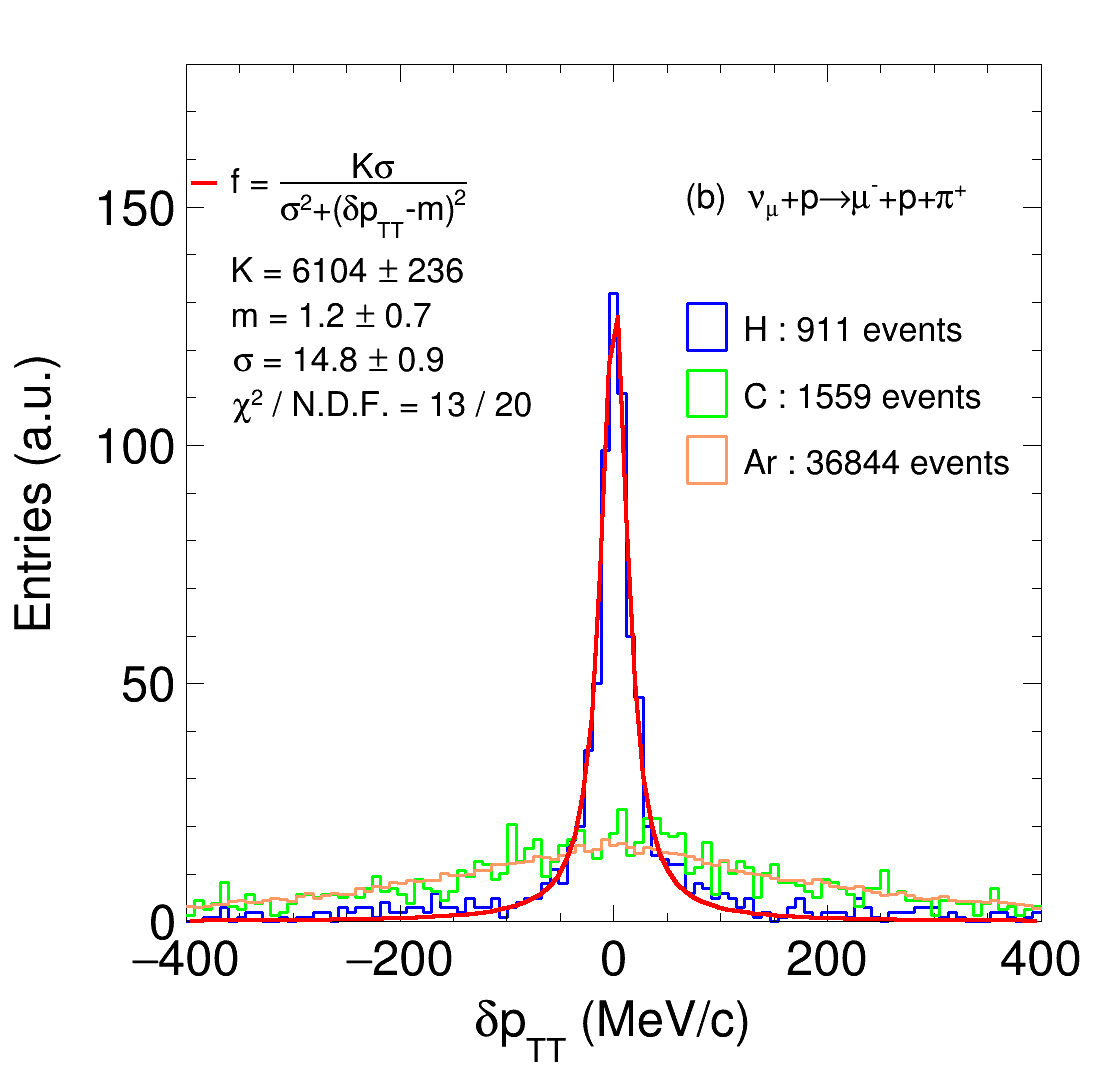 f = Kσ / σ²+(δp_TT-m)²
K = 6104 ± 236
m = 1.2 ± 0.7
σ = 14.8 ± 0.9
χ² / N.D.F. = 13 / 20
(b) ν_μ+p→μ⁻+p+π⁺
H : 911 events
C : 1559 events
Ar : 36844 events
Entries (a.u.)
150
100
50
0
−400
−200
0
200
400
δp_TT (MeV/c)